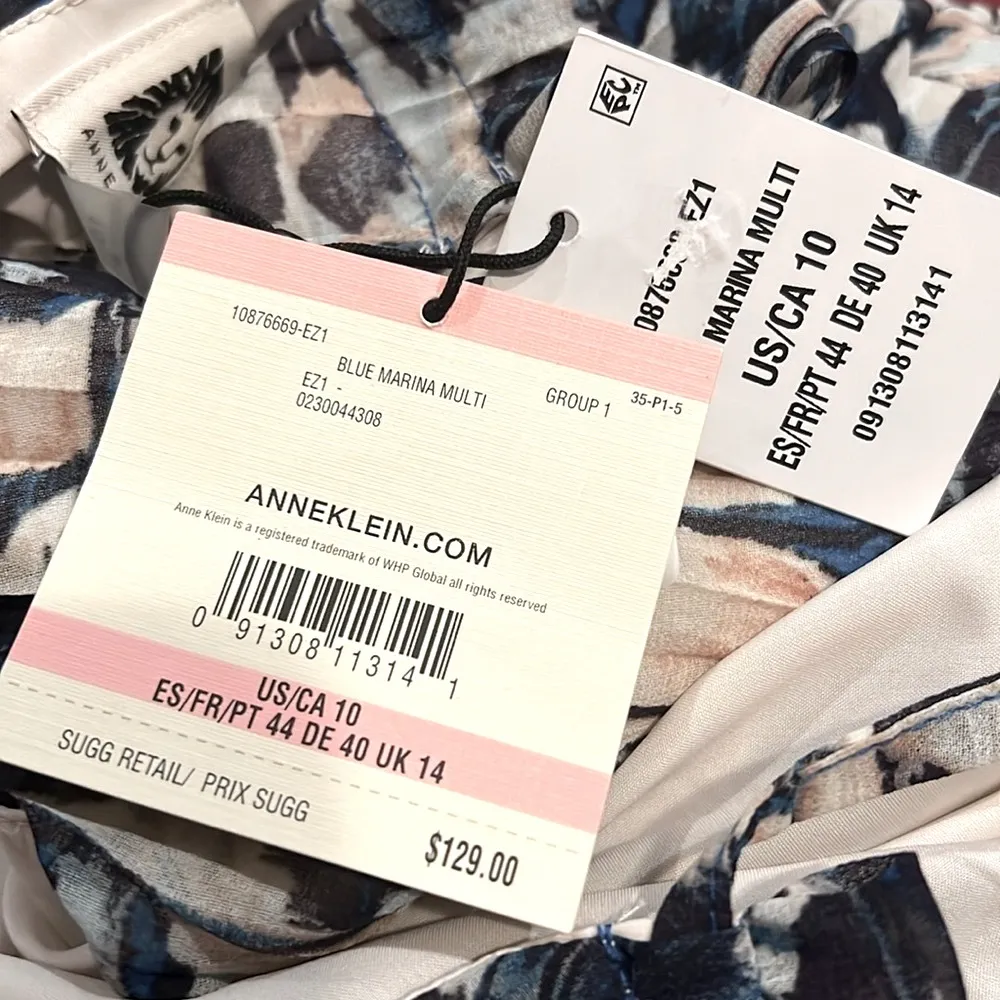 ANNE
10876669-EZ1
BLUE MARINA MULTI
EZ1 -
0230044308
GROUP 1
35-P1-5
ANNEKLEIN.COM
Anne Klein is a registered trademark of WHP Global all rights reserved
0 91308 11314 1
US/CA 10
ES/FR/PT 44 DE 40 UK 14
SUGG RETAIL/ PRIX SUGG
$129.00
EPC™
MARINA MULTI
US/CA 10
ES/FR/PT 44 DE 40 UK 14
091308113141